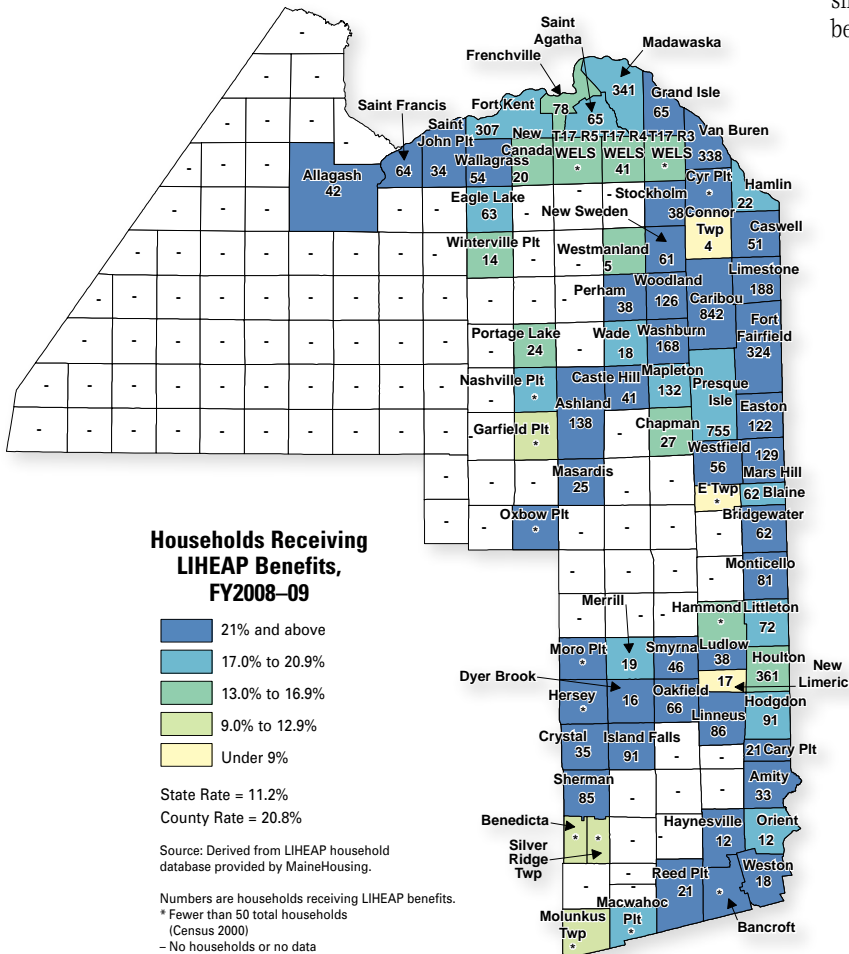 Saint
Agatha
Madawaska
Frenchville
341
Grand Isle
65
Saint Francis
Fort Kent
307
78
65
Saint
John Plt
34
New
Canada
20
T17 R5
WELS
*
T17 R4
WELS
41
T17 R3
WELS
*
Van Buren
338
Allagash
42
64
Wallagrass
54
Cyr Plt
*
Hamlin
22
Eagle Lake
63
Stockholm
38
New Sweden
61
Connor
Twp
4
Caswell
51
Winterville Plt
14
Westmanland
5
Limestone
188
Perham
38
Woodland
126
Caribou
842
Fort
Fairfield
324
Portage Lake
24
Wade
18
Washburn
168
Nashville Plt
*
Castle Hill
41
Mapleton
132
Presque
Isle
755
Ashland
138
Easton
122
Garfield Plt
*
Chapman
27
Westfield
56
129
Mars Hill
Masardis
25
E Twp
*
62 Blaine
Oxbow Plt
*
Bridgewater
62
Households Receiving
LIHEAP Benefits,
FY2008–09
21% and above
17.0% to 20.9%
13.0% to 16.9%
9.0% to 12.9%
Under 9%
State Rate = 11.2%
County Rate = 20.8%
Source: Derived from LIHEAP household
database provided by MaineHousing.
Numbers are households receiving LIHEAP benefits.
* Fewer than 50 total households
(Census 2000)
– No households or no data
Monticello
81
Merrill
19
Hammond
*
Littleton
72
Moro Plt
*
Smyrna
46
Ludlow
38
Houlton
361
Dyer Brook
16
17
New
Limeric
Hersey
*
Oakfield
66
Linneus
86
Hodgdon
91
Crystal
35
Island Falls
91
21 Cary Plt
Sherman
85
Amity
33
Benedicta
*
Silver
Ridge
Twp
*
Haynesville
12
Orient
12
Reed Plt
21
Weston
18
Macwahoc
Plt
*
Molunkus
Twp
*
*
Bancroft